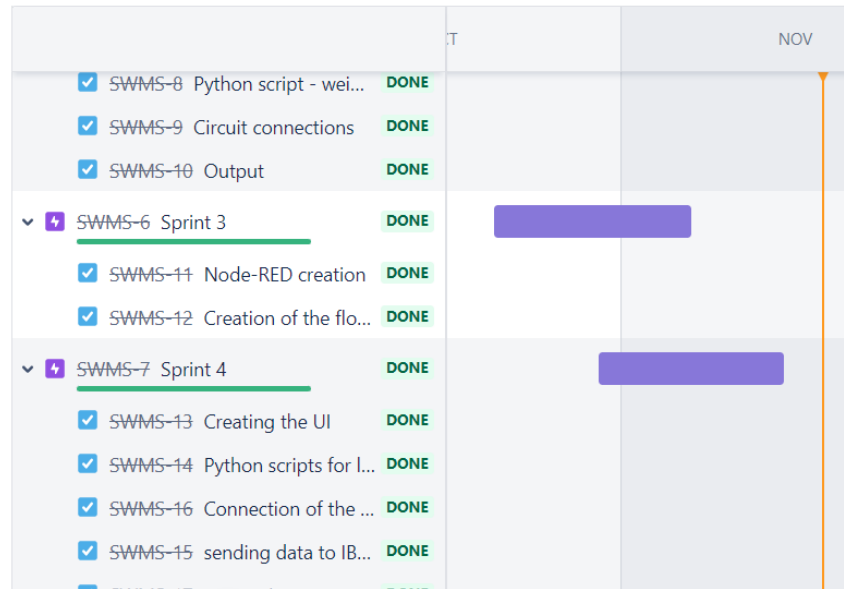 CT NOV
SWMS-8 Python script - wei... DONE
SWMS-9 Circuit connections DONE
SWMS-10 Output DONE
SWMS-6 Sprint 3 DONE
SWMS-11 Node-RED creation DONE
SWMS-12 Creation of the flo... DONE
SWMS-7 Sprint 4 DONE
SWMS-13 Creating the UI DONE
SWMS-14 Python scripts for l... DONE
SWMS-16 Connection of the ... DONE
SWMS-15 sending data to IB... DONE